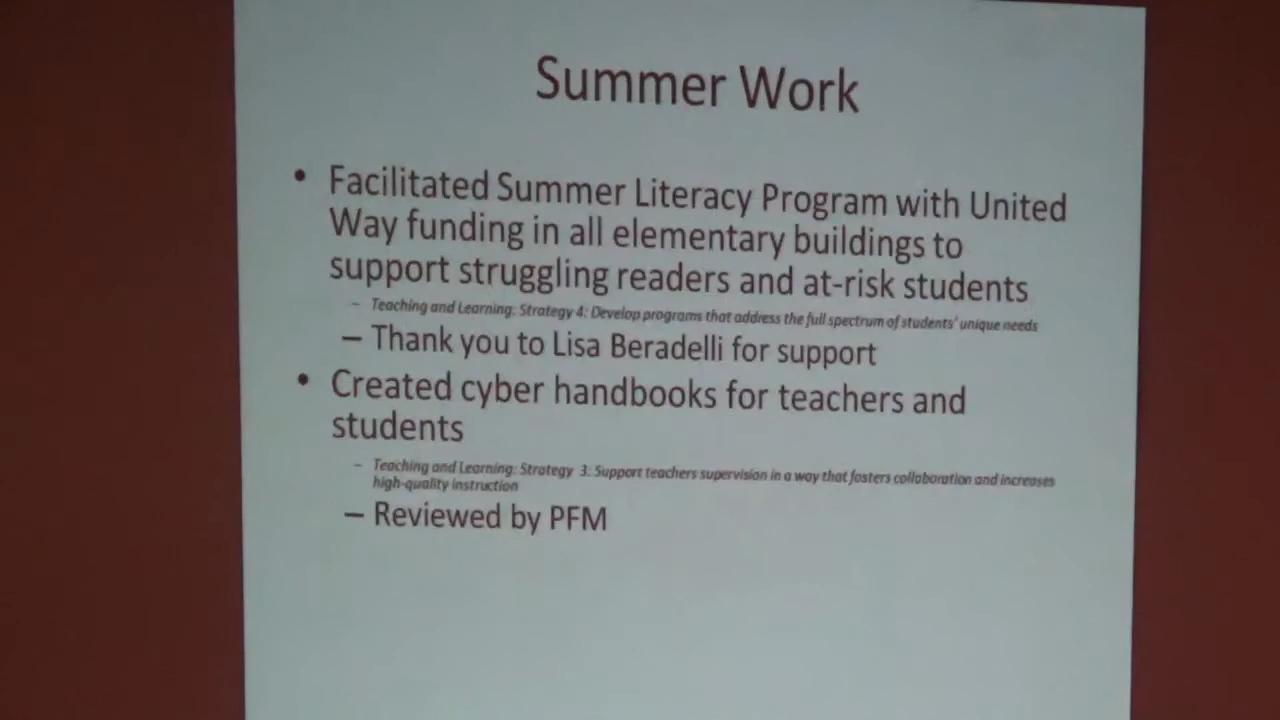 Summer Work
• Facilitated Summer Literacy Program with United
Way funding in all elementary buildings to
support struggling readers and at-risk students
– Teaching and Learning: Strategy 4: Develop programs that address the full spectrum of students' unique needs
– Thank you to Lisa Beradelli for support
• Created cyber handbooks for teachers and
students
– Teaching and Learning: Strategy 3: Support teachers supervision in a way that fosters collaboration and increases
high-quality instruction
– Reviewed by PFM